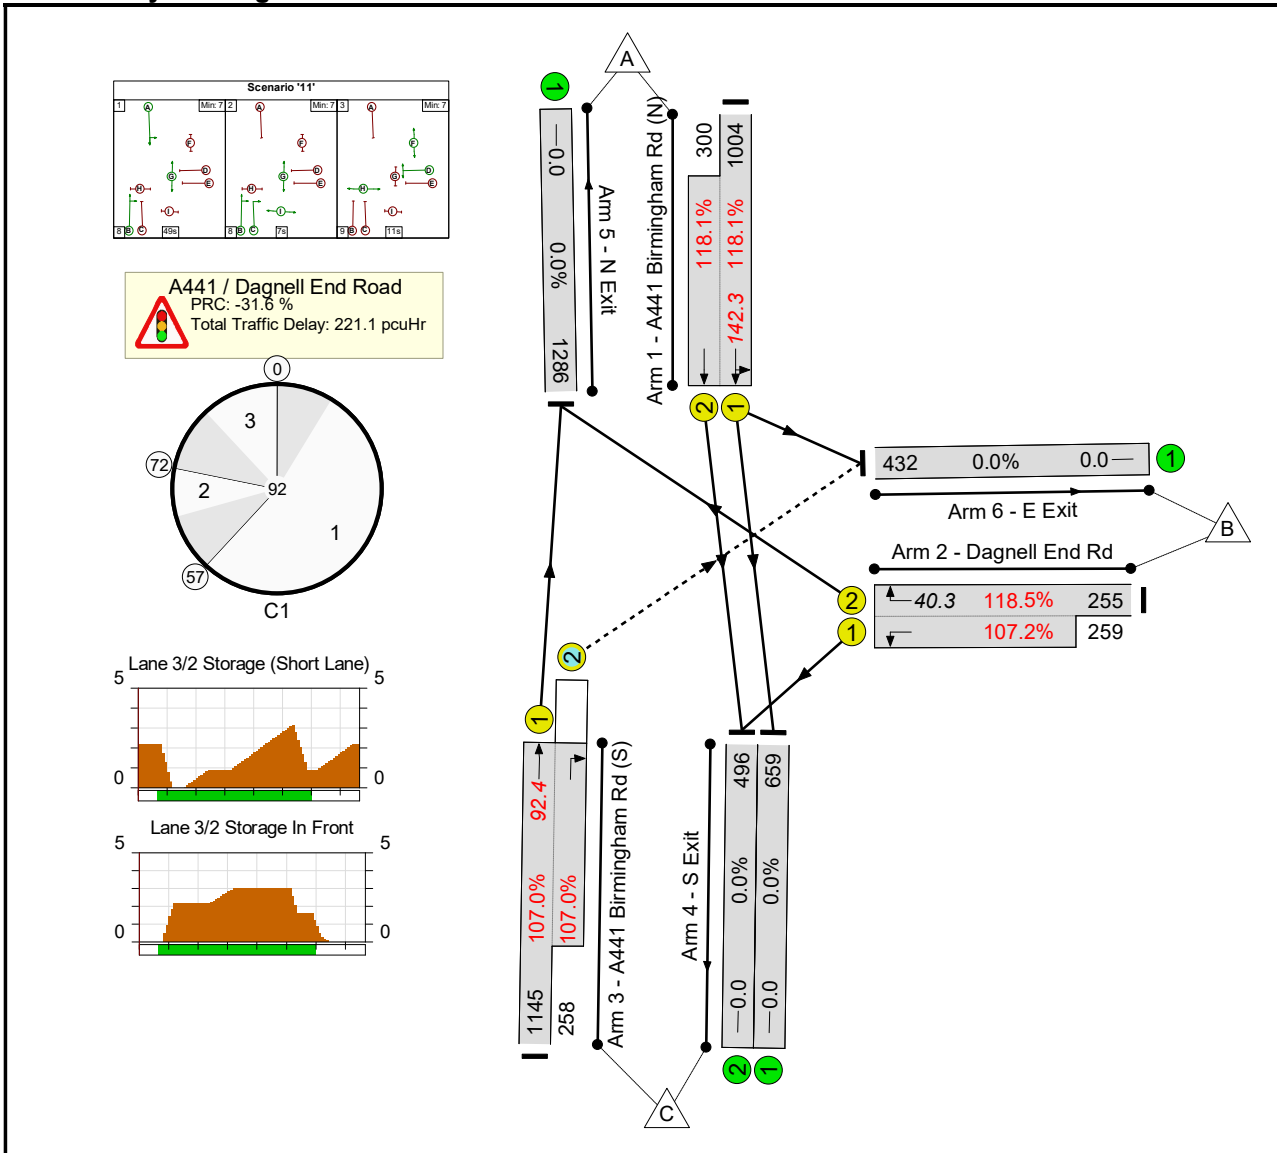 Scenario '11'
1
Min: 7
2
Min: 7
3
Min: 7
A
F
D
G
E
H
I
B
C
8
49s
A
F
D
G
E
H
I
B
C
8
7s
A
F
D
G
E
H
I
B
C
9
11s
A441 / Dagnell End Road
PRC: -31.6 %
Total Traffic Delay: 221.1 pcuHr
0
3
72
2
92
1
57
C1
Lane 3/2 Storage (Short Lane)
5
5
0
0
Lane 3/2 Storage In Front
5
5
0
0
A
1
0.0
0.0%
1286
Arm 5 - N Exit
Arm 1 - A441 Birmingham Rd (N)
300
118.1%
1004
118.1%
142.3
2
1
432
0.0%
0.0
1
Arm 6 - E Exit
B
Arm 2 - Dagnell End Rd
2
40.3
118.5%
255
1
107.2%
259
2
1
92.4
107.0%
1145
107.0%
258
Arm 3 - A441 Birmingham Rd (S)
Arm 4 - S Exit
496
0.0%
0.0
2
659
0.0%
0.0
1
C